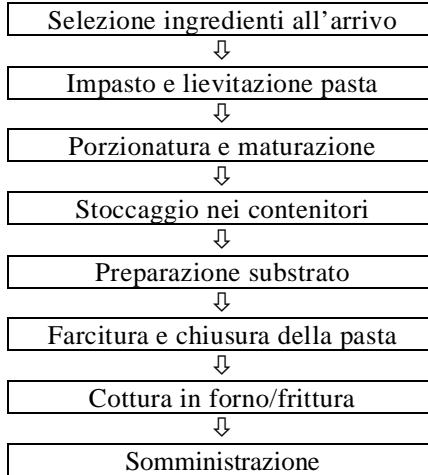 Selezione ingredienti all’arrivo
⇩
Impasto e lievitazione pasta
⇩
Porzionatura e maturazione
⇩
Stoccaggio nei contenitori
⇩
Preparazione substrato
⇩
Farcitura e chiusura della pasta
⇩
Cottura in forno/frittura
⇩
Somministrazione